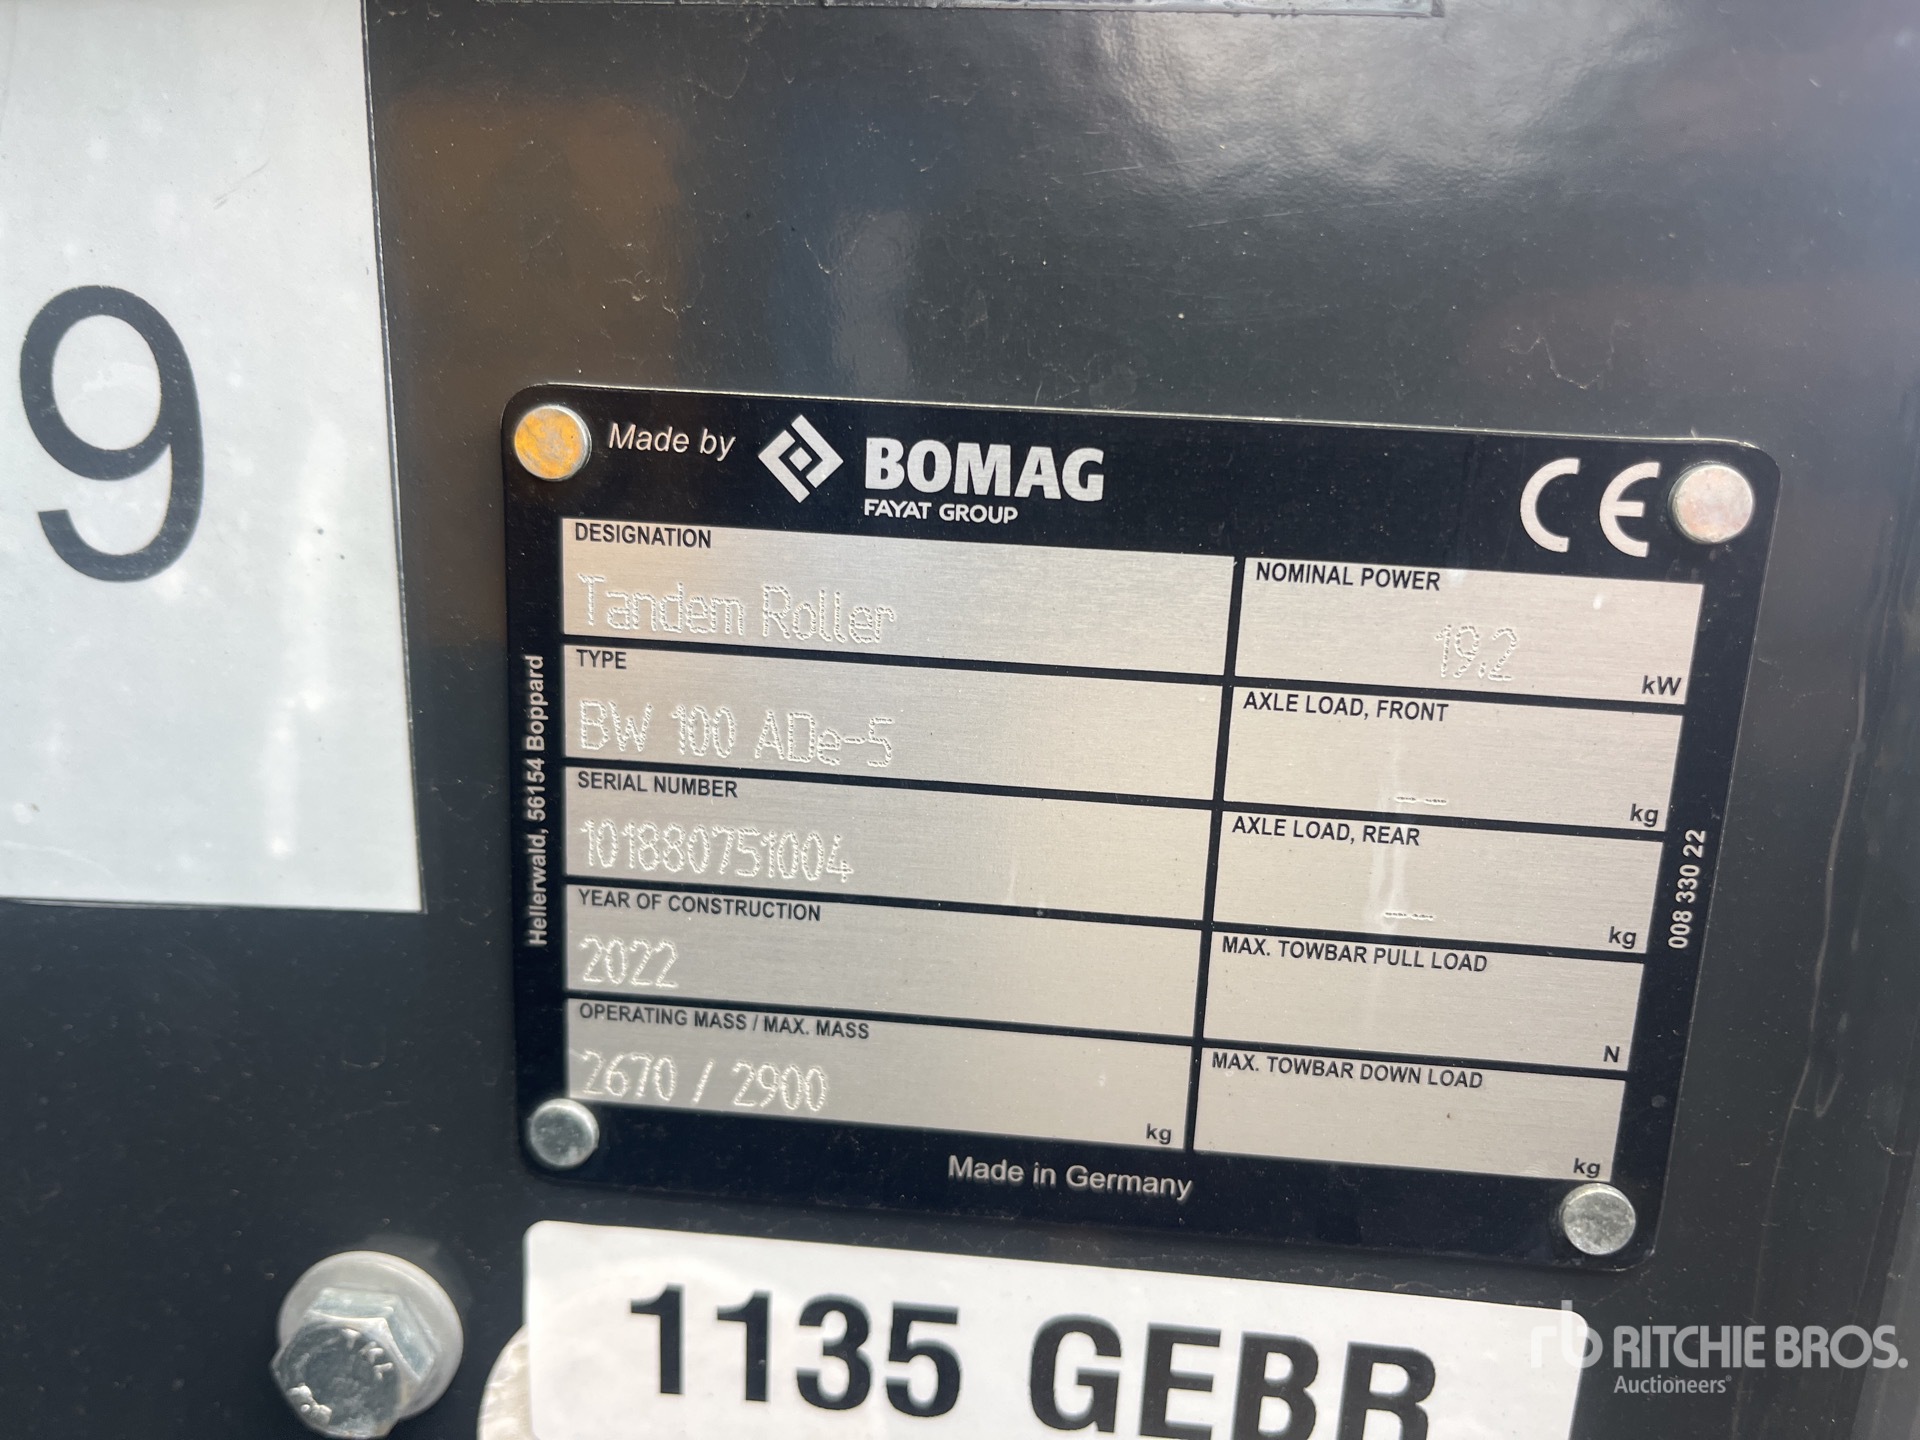 9
Made by BOMAG
FAYAT GROUP
CE
DESIGNATION
Tandem Roller
TYPE
BW 100 ADe-5
SERIAL NUMBER
101880751004
YEAR OF CONSTRUCTION
2022
OPERATING MASS / MAX. MASS
2670 / 2900
kg
NOMINAL POWER
19.2
kW
AXLE LOAD, FRONT
--
kg
AXLE LOAD, REAR
--
kg
MAX. TOWBAR PULL LOAD
N
MAX. TOWBAR DOWN LOAD
kg
Hellerwald, 56154 Boppard
008 330 22
Made in Germany
1135 GEBR
rb RITCHIE BROS.
Auctioneers